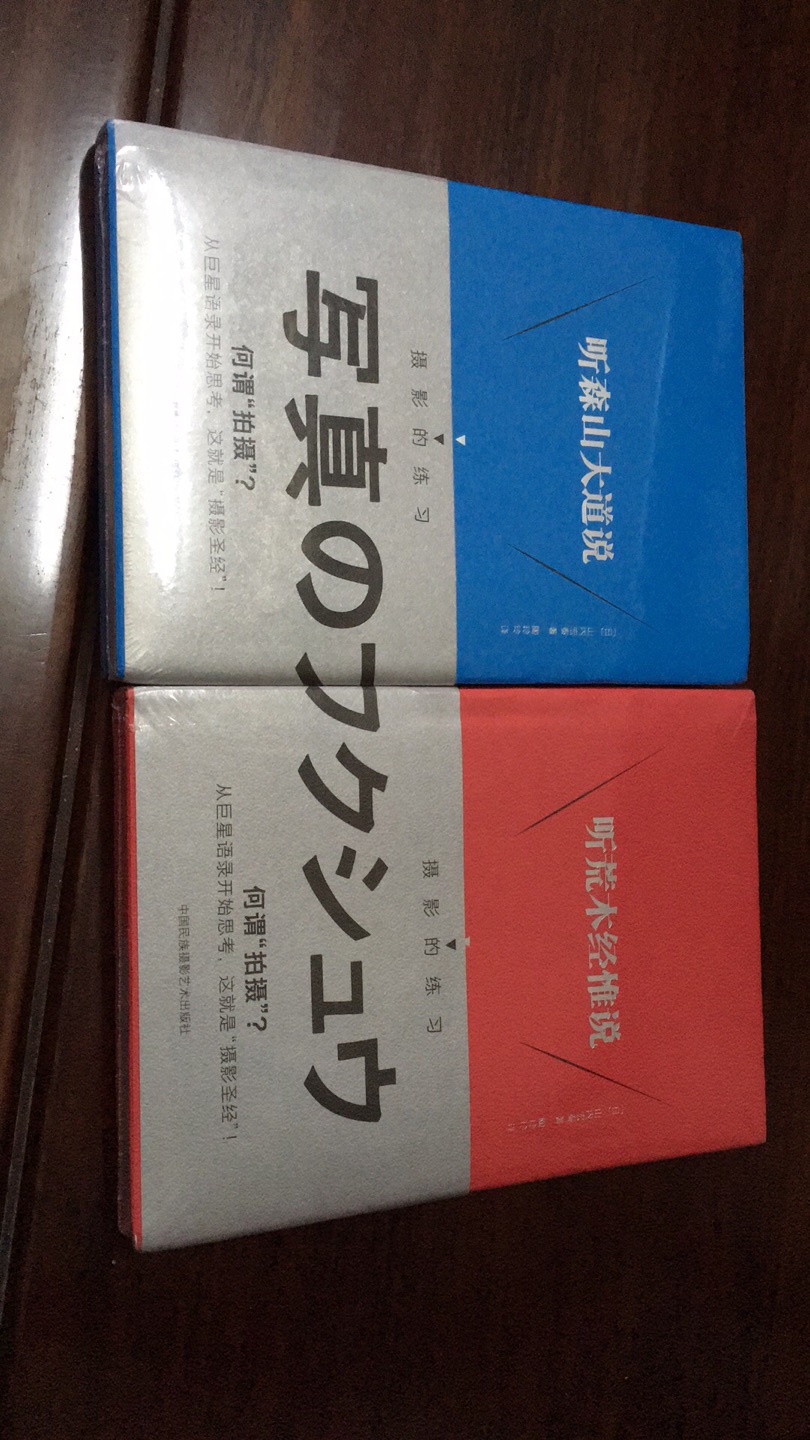 听森山大道说
摄影的练习
写真のフクシュウ
何谓“拍摄”?
从巨星语录开始思考,这就是“摄影圣经”!
听荒木经惟说
摄影的练习
何谓“拍摄”?
从巨星语录开始思考,这就是“摄影圣经”!
中国民族摄影艺术出版社